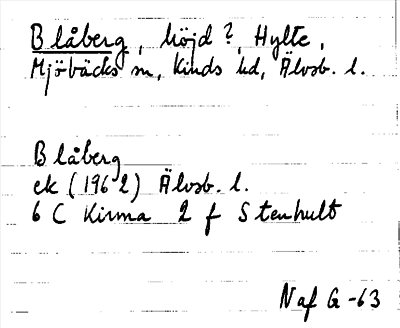 Blåberg, höjd?, Hylte,
Mjöbäcks sn, Kinds hd, Älvsb. l.
Blåberg
ek (1962) Älvsb. l.
6 C Kinna 2 f Stenhult
Naf G-63